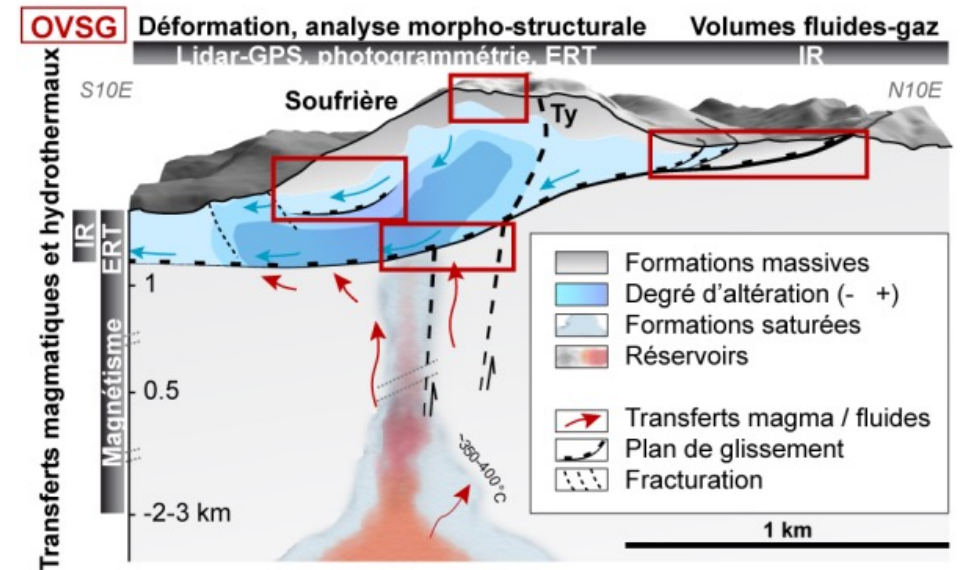 OVSG
Déformation, analyse morpho-structurale
Volumes fluides-gaz
Lidar-GPS, photogrammétrie, ERT
IR
S10E
N10E
Soufrière
Ty
Transferts magmatiques et hydrothermaux
IR
ERT
Magnétisme
1
0.5
-2-3 km
~350-400°C
Formations massives
Degré d'altération (- +)
Formations saturées
Réservoirs
Transferts magma / fluides
Plan de glissement
Fracturation
1 km